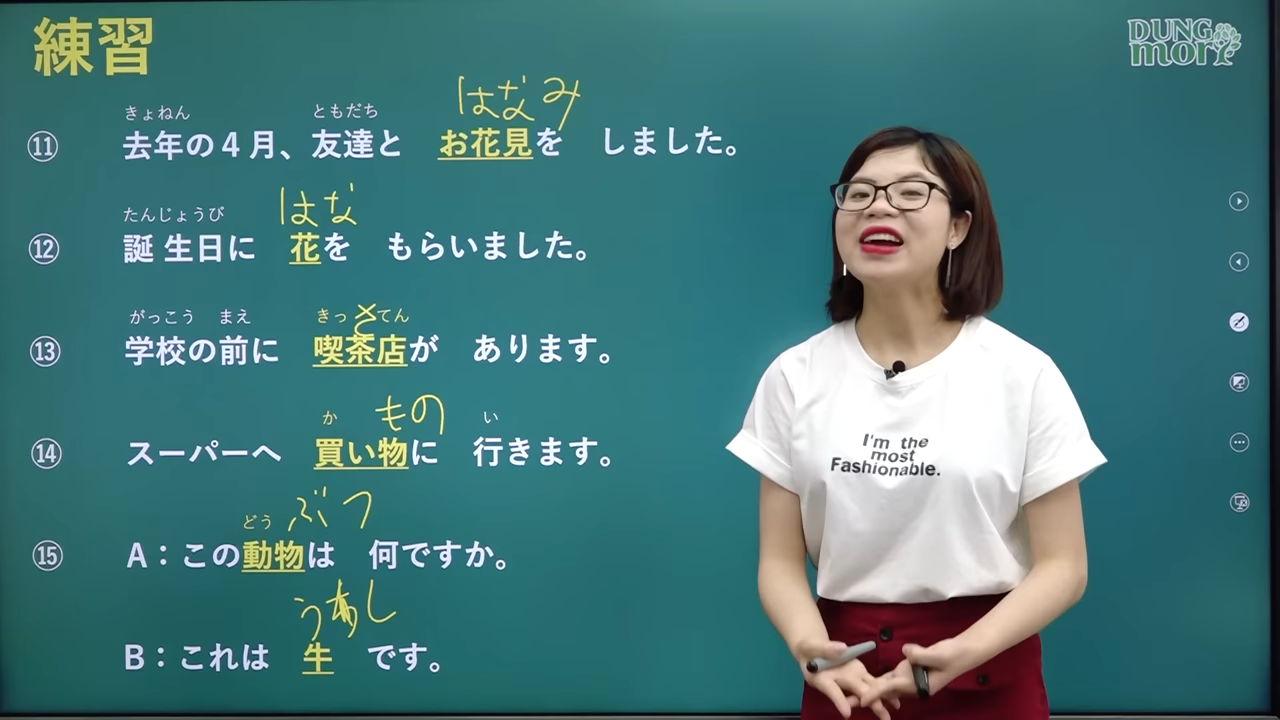 練習
DUNG
mori
はなみ
きょねん ともだち
⑪ 去年の4月、友達と お花見を しました。
はな
たんじょうび
⑫ 誕生日に 花を もらいました。
がっこう まえ きっさてん
⑬ 学校の前に 喫茶店が あります。
か もの い
⑭ スーパーへ 買い物に 行きます。
どう ぶつ
⑮ A：この動物は 何ですか。
うし
B：これは 生 です。
I'm the
most
Fashionable.